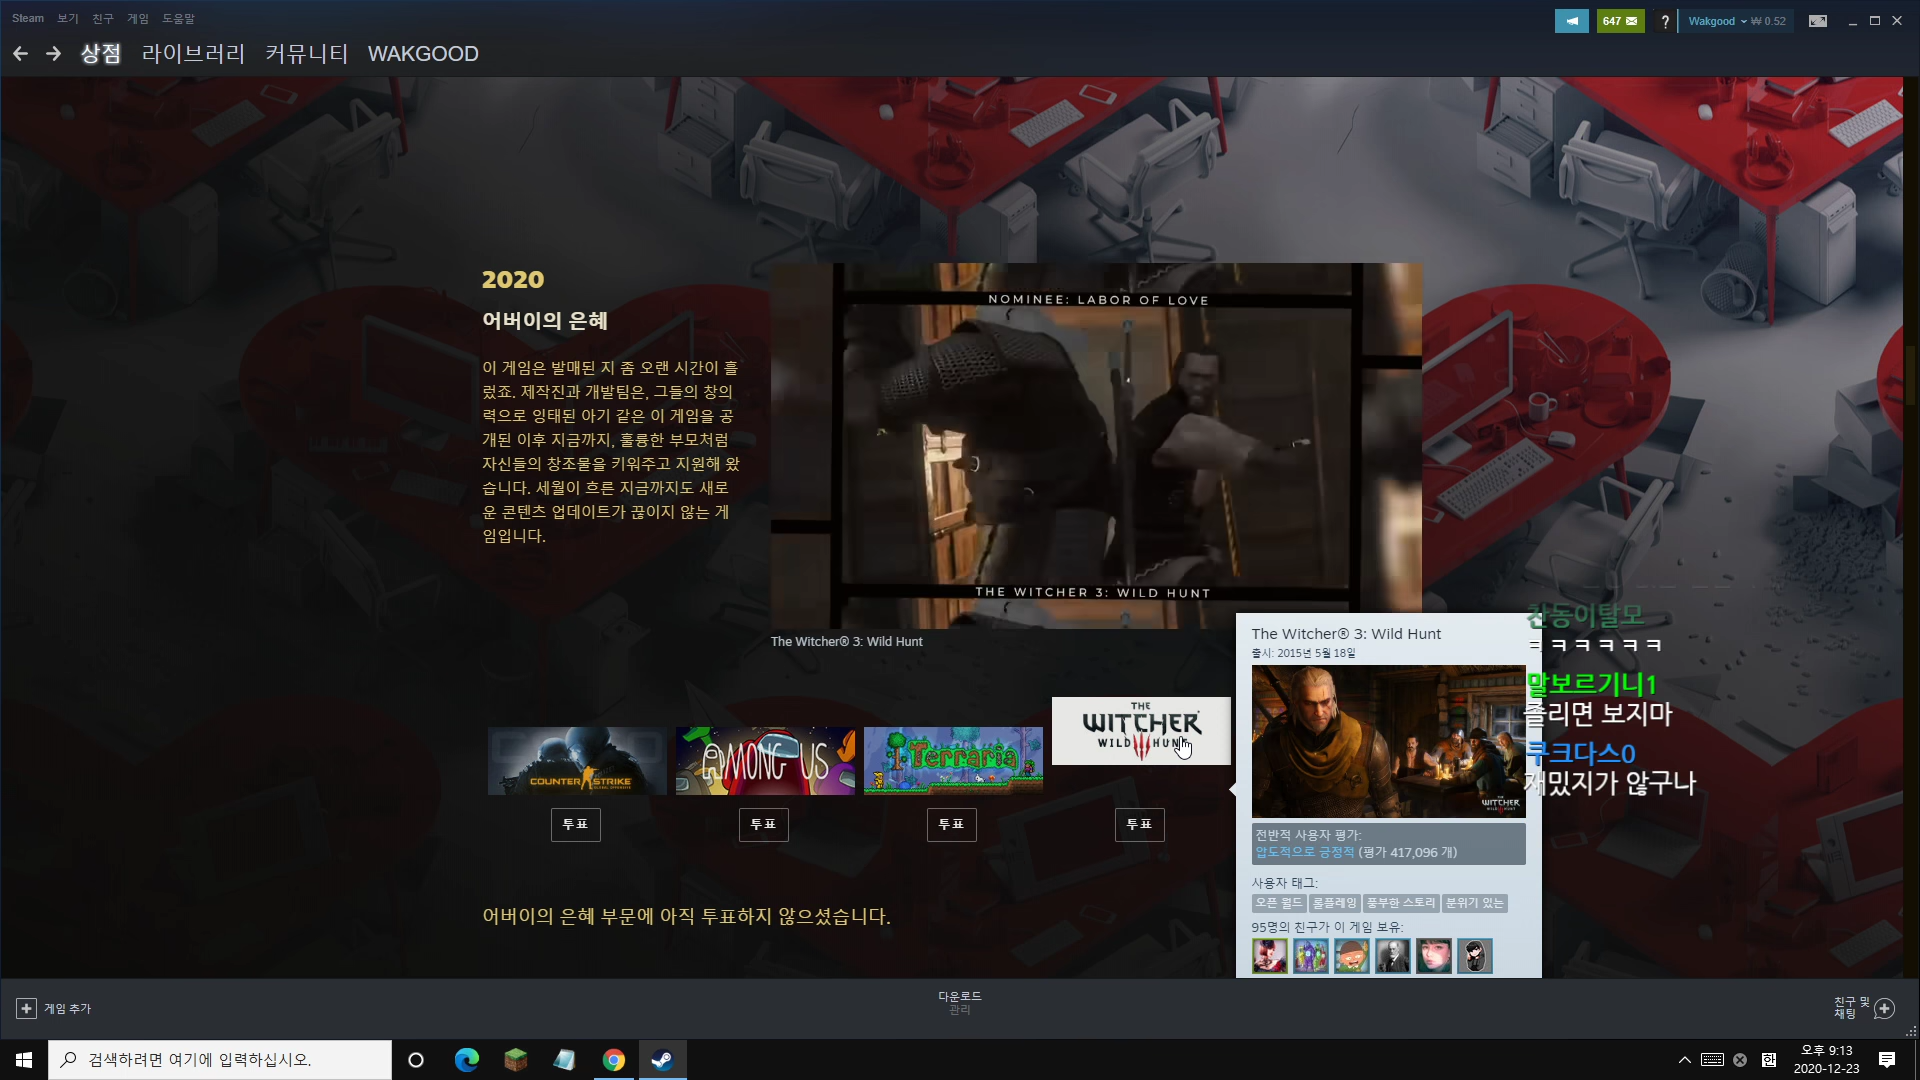 Steam 보기 친구 게임 도움말
647
?
Wakgood ₩ 0.52
상점 라이브러리 커뮤니티 WAKGOOD
2020
어버이의 은혜
이 게임은 발매된 지 좀 오랜 시간이 흘
렀죠. 제작진과 개발팀은, 그들의 창의
력으로 잉태된 아기 같은 이 게임을 공
개된 이후 지금까지, 훌륭한 부모처럼
자신들의 창조물을 키워주고 지원해 왔
습니다. 세월이 흐른 지금까지도 새로
운 콘텐츠 업데이트가 끊이지 않는 게
임입니다.
NOMINEE: LABOR OF LOVE
THE WITCHER 3: WILD HUNT
The Witcher® 3: Wild Hunt
COUNTER STRIKE
AMONG US
Terraria
THE
WITCHER
WILD HUNT
투표 투표 투표 투표
어버이의 은혜 부문에 아직 투표하지 않으셨습니다.
The Witcher® 3: Wild Hunt
출시: 2015년 5월 18일
THE
WITCHER
WILD HUNT
전반적 사용자 평가:
압도적으로 긍정적 (평가 417,096 개)
사용자 태그:
오픈 월드 롤플레잉 풍부한 스토리 분위기 있는
95명의 친구가 이 게임 보유:
찬동이탈모
ㅋㅋㅋㅋㅋㅋ
말보르기니1
졸리면 보지마
쿠크다스0
재밌지가 않구나
게임 추가
다운로드
관리
친구 및
채팅
검색하려면 여기에 입력하십시오.
한
오후 9:13
2020-12-23